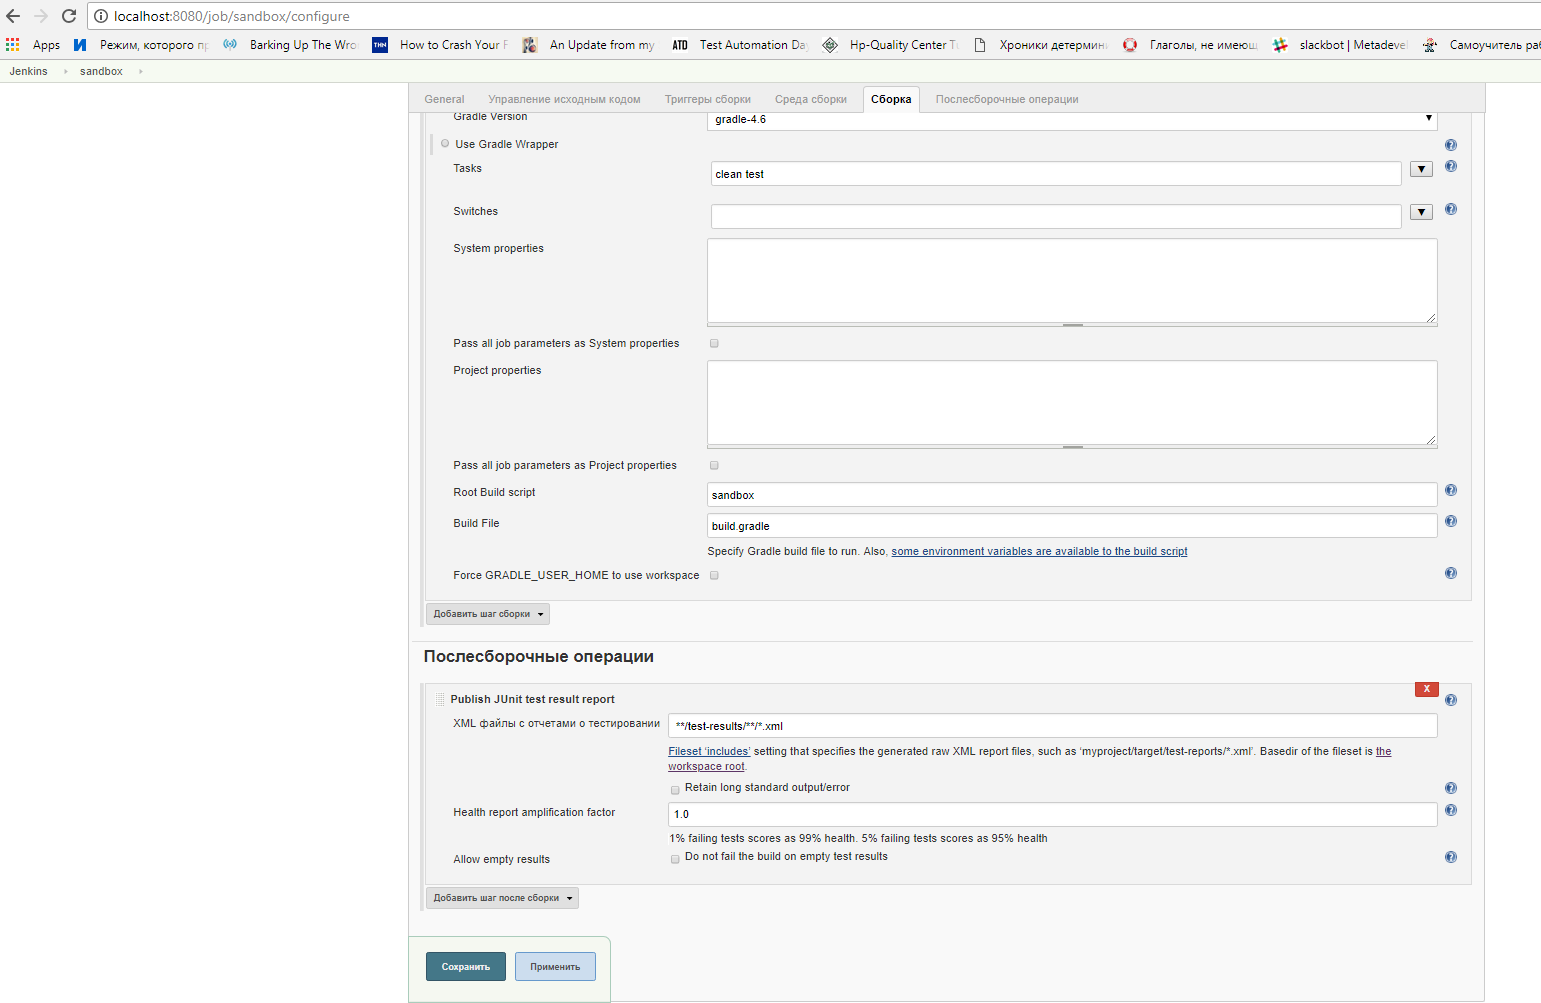 localhost:8080/job/sandbox/configure
Apps Режим, которого пр Barking Up The Wro THN How to Crash Your F An Update from my ATD Test Automation Da Hp-Quality Center Tu Хроники детермин Глаголы, не имеющ slackbot | Metadeve Самоучитель раб
Jenkins sandbox
General Управление исходным кодом Триггеры сборки Среда сборки Сборка Послесборочные операции
Gradle Version gradle-4.6
Use Gradle Wrapper
Tasks clean test
Switches
System properties
Pass all job parameters as System properties
Project properties
Pass all job parameters as Project properties
Root Build script sandbox
Build File build.gradle
Specify Gradle build file to run. Also, some environment variables are available to the build script
Force GRADLE_USER_HOME to use workspace
Добавить шаг сборки
Послесборочные операции
X
Publish JUnit test result report
XML файлы с отчетами о тестировании **/test-results/**/*.xml
Fileset ‘includes’ setting that specifies the generated raw XML report files, such as ‘myproject/target/test-reports/*.xml’. Basedir of the fileset is the
workspace root.
Retain long standard output/error
Health report amplification factor 1.0
1% failing tests scores as 99% health. 5% failing tests scores as 95% health
Allow empty results Do not fail the build on empty test results
Добавить шаг после сборки
Сохранить Применить